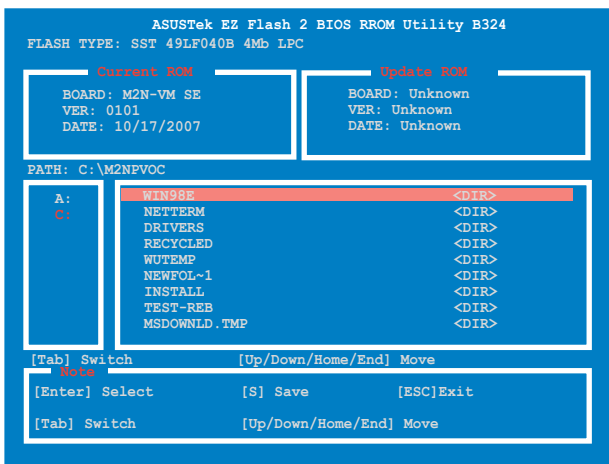 ASUSTek EZ Flash 2 BIOS RROM Utility B324
FLASH TYPE: SST 49LF040B 4Mb LPC
Current ROM
BOARD: M2N-VM SE
VER: 0101
DATE: 10/17/2007
Update ROM
BOARD: Unknown
VER: Unknown
DATE: Unknown
PATH: C:\M2NPVOC
A:
C:
WIN98E <DIR>
NETTERM <DIR>
DRIVERS <DIR>
RECYCLED <DIR>
WUTEMP <DIR>
NEWFOL~1 <DIR>
INSTALL <DIR>
TEST-REB <DIR>
MSDOWNLD.TMP <DIR>
[Tab] Switch [Up/Down/Home/End] Move
Note
[Enter] Select [S] Save [ESC]Exit
[Tab] Switch [Up/Down/Home/End] Move